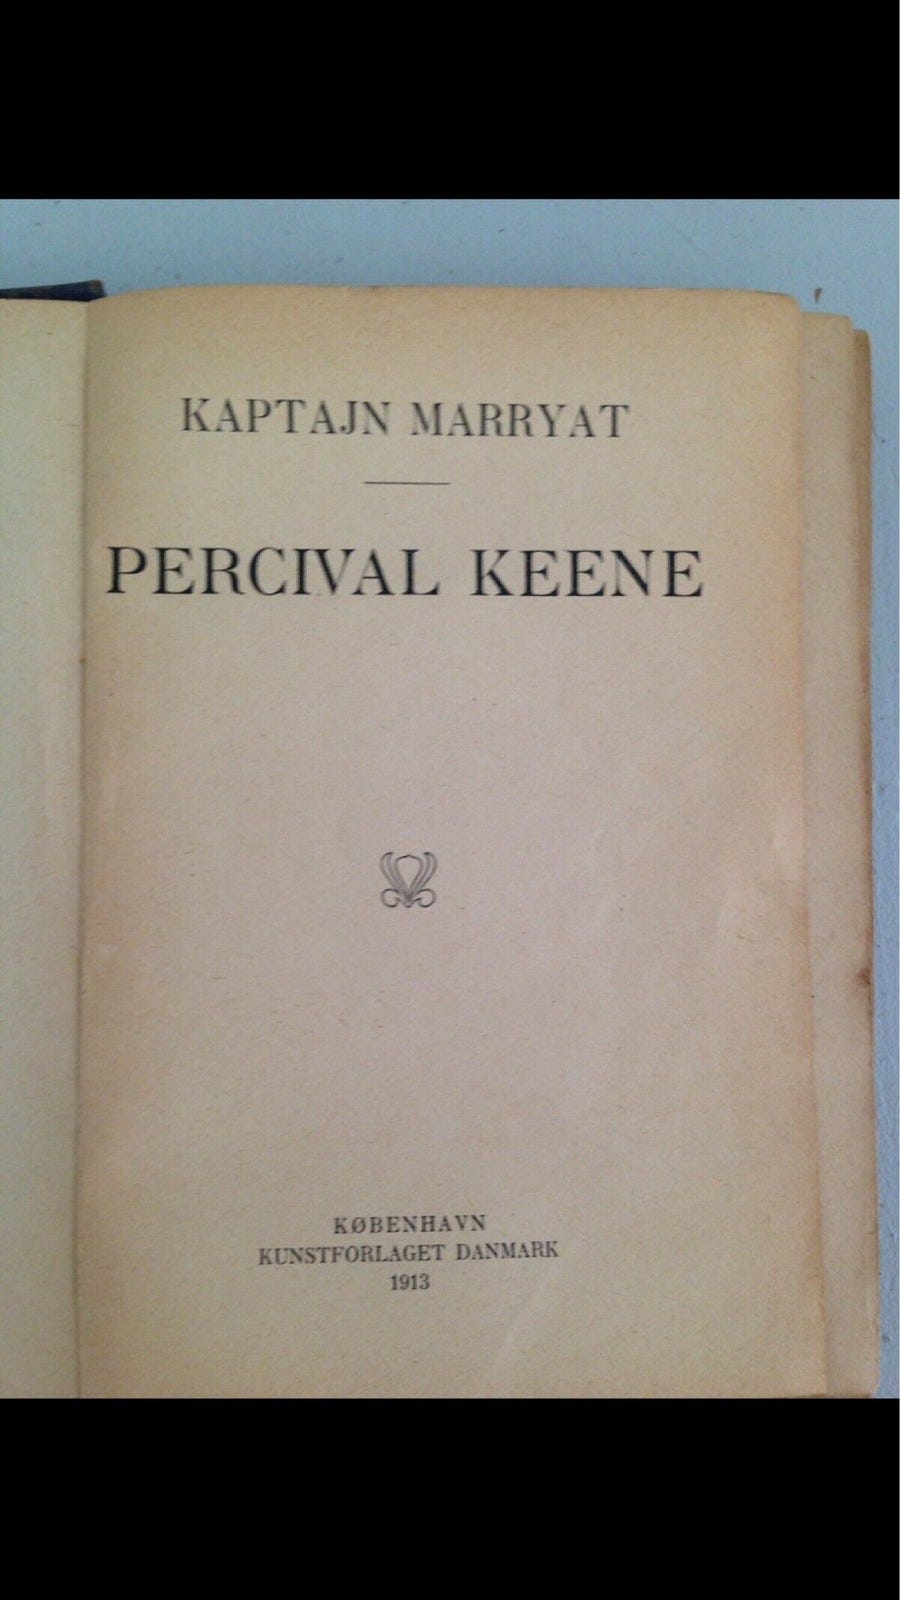 KAPTAJN MARRYAT
PERCIVAL KEENE
KØBENHAVN
KUNSTFORLAGET DANMARK
1913